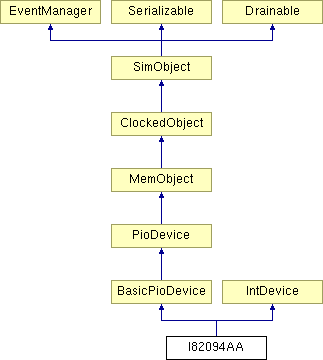 EventManager Serializable Drainable
SimObject
ClockedObject
MemObject
PioDevice
BasicPioDevice IntDevice
I82094AA